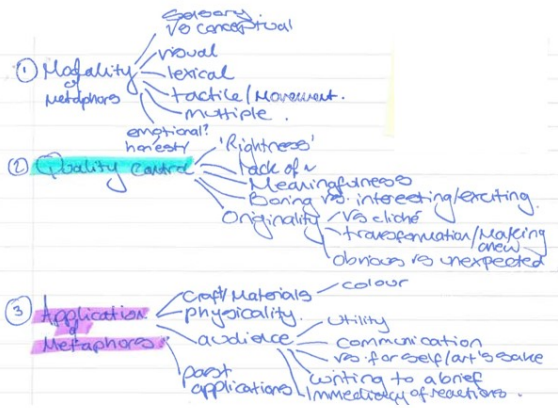 Sensory
vs conceptual
① Modality
of
metaphors
visual
lexical
tactile/Movement.
multiple.
emotional?
honesty
② Quality control
'Rightness'
Lack of ~
Meaningfulness
Boring vs. interesting/exciting.
Originality
vs cliché
transformation/Making
anew
obvious vs unexpected
③ Application
of
Metaphors
Craft/Materials
colour
physicality.
audience
utility
communication
vs. for self/art's sake
writing to a brief
Immediacy of reactions.
past
applications